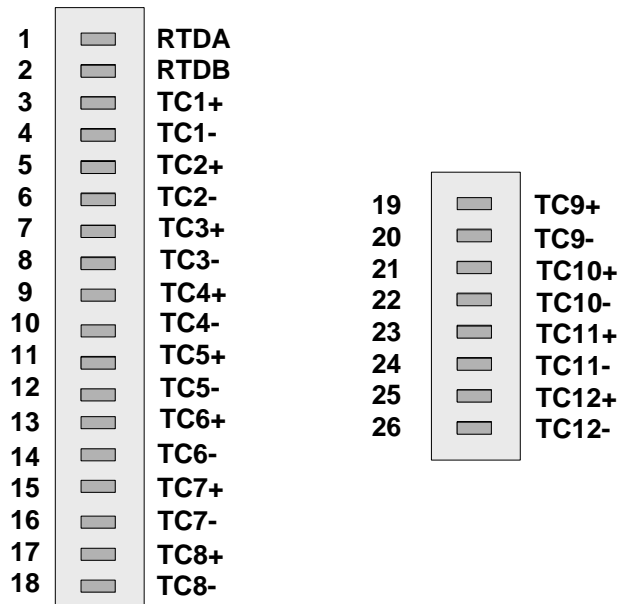 1 RTDA
2 RTDB
3 TC1+
4 TC1-
5 TC2+
6 TC2-
7 TC3+
8 TC3-
9 TC4+
10 TC4-
11 TC5+
12 TC5-
13 TC6+
14 TC6-
15 TC7+
16 TC7-
17 TC8+
18 TC8-
19 TC9+
20 TC9-
21 TC10+
22 TC10-
23 TC11+
24 TC11-
25 TC12+
26 TC12-